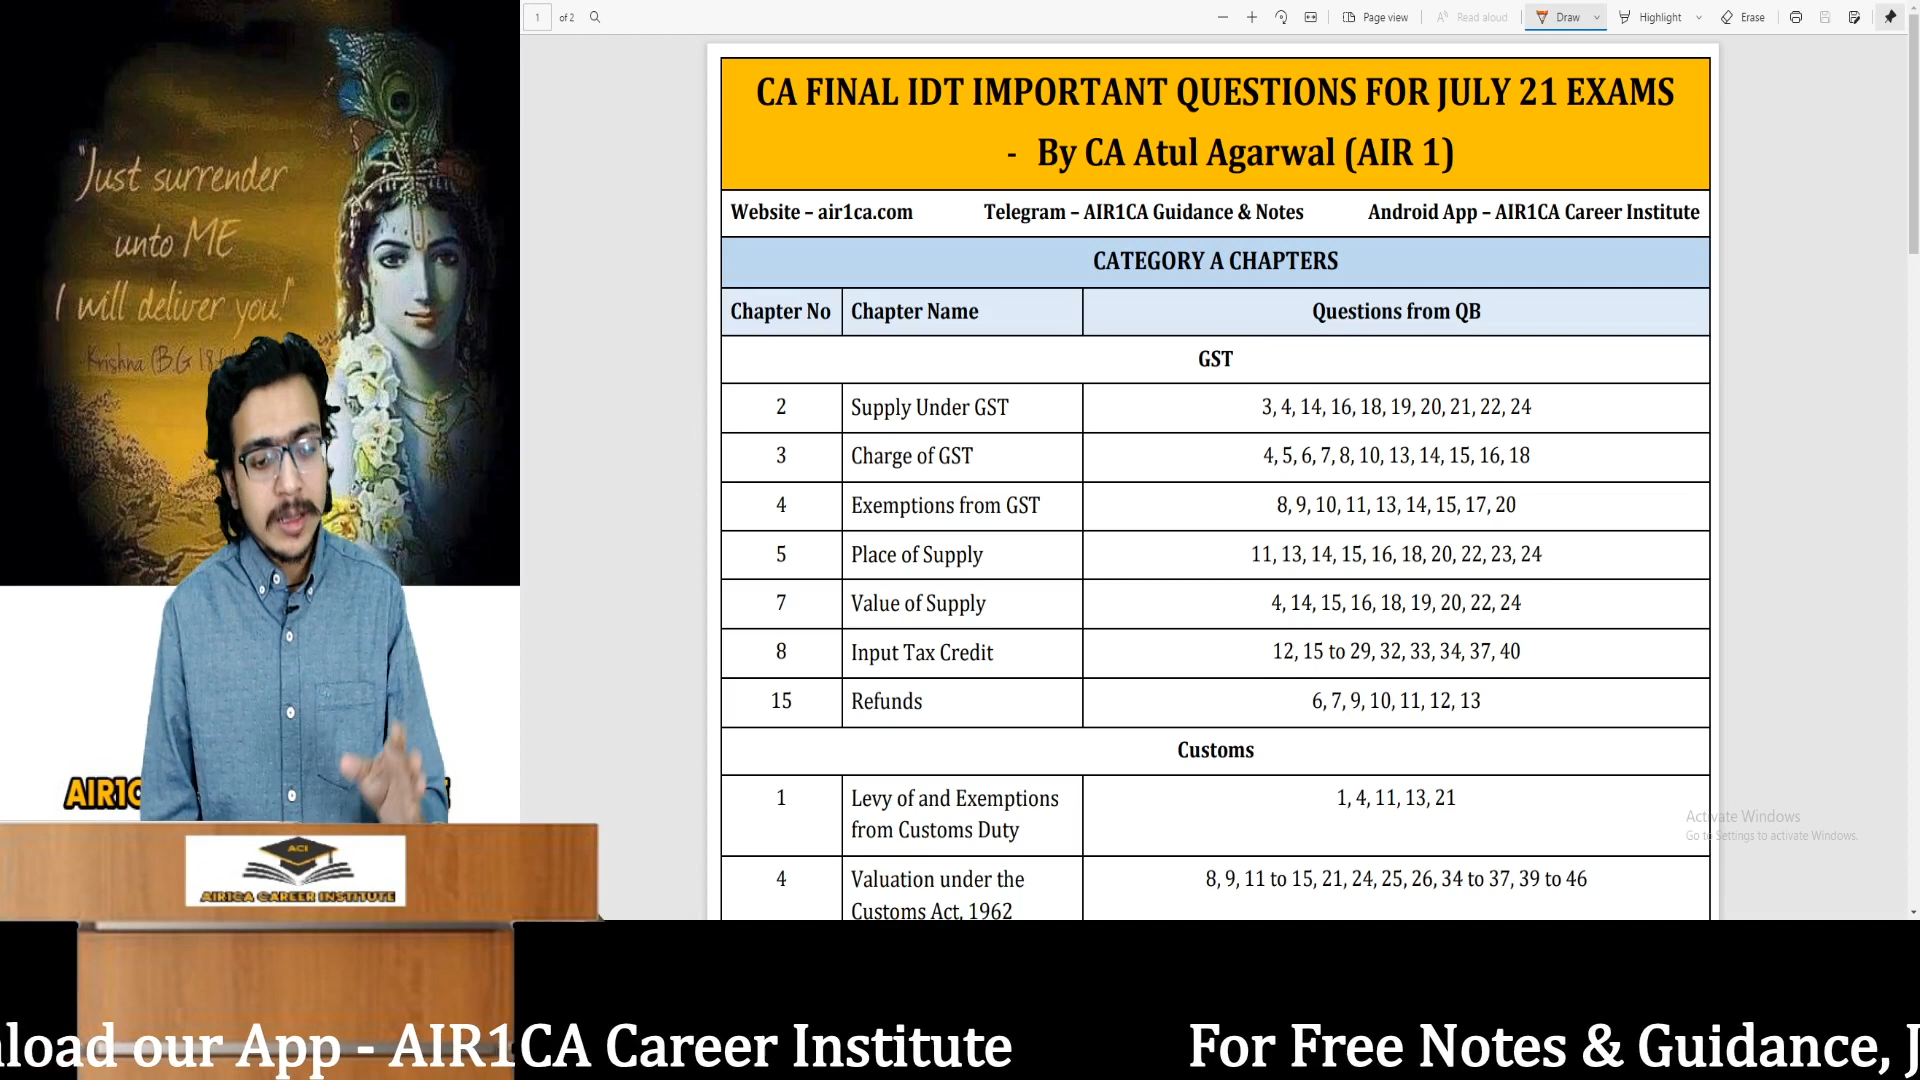 "Just surrender
unto ME
I will deliver you!"
Krishna (B.G 18
AIR1C
ACI
AIR1CA CAREER INSTITUTE
1 of 2 Page view Read aloud Draw Highlight Erase
CA FINAL IDT IMPORTANT QUESTIONS FOR JULY 21 EXAMS
- By CA Atul Agarwal (AIR 1)
Website – air1ca.com Telegram – AIR1CA Guidance & Notes Android App – AIR1CA Career Institute
CATEGORY A CHAPTERS
Chapter No Chapter Name Questions from QB
GST
2 Supply Under GST 3, 4, 14, 16, 18, 19, 20, 21, 22, 24
3 Charge of GST 4, 5, 6, 7, 8, 10, 13, 14, 15, 16, 18
4 Exemptions from GST 8, 9, 10, 11, 13, 14, 15, 17, 20
5 Place of Supply 11, 13, 14, 15, 16, 18, 20, 22, 23, 24
7 Value of Supply 4, 14, 15, 16, 18, 19, 20, 22, 24
8 Input Tax Credit 12, 15 to 29, 32, 33, 34, 37, 40
15 Refunds 6, 7, 9, 10, 11, 12, 13
Customs
1 Levy of and Exemptions 1, 4, 11, 13, 21
from Customs Duty
4 Valuation under the 8, 9, 11 to 15, 21, 24, 25, 26, 34 to 37, 39 to 46
Customs Act, 1962
Activate Windows
Go to Settings to activate Windows.
nload our App - AIR1CA Career Institute For Free Notes & Guidance, J